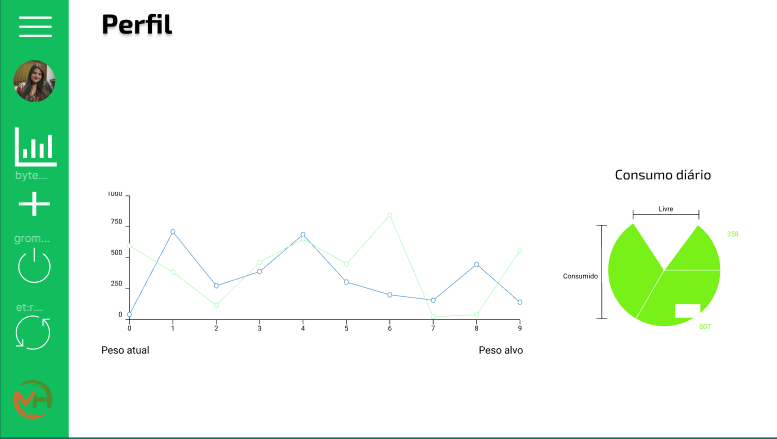 Perfil
byte...
grom...
et:r...
MH
Consumo diário
Livre
358
Consumido
807
1000
750
500
250
0
0 1 2 3 4 5 6 7 8 9
Peso atual
Peso alvo